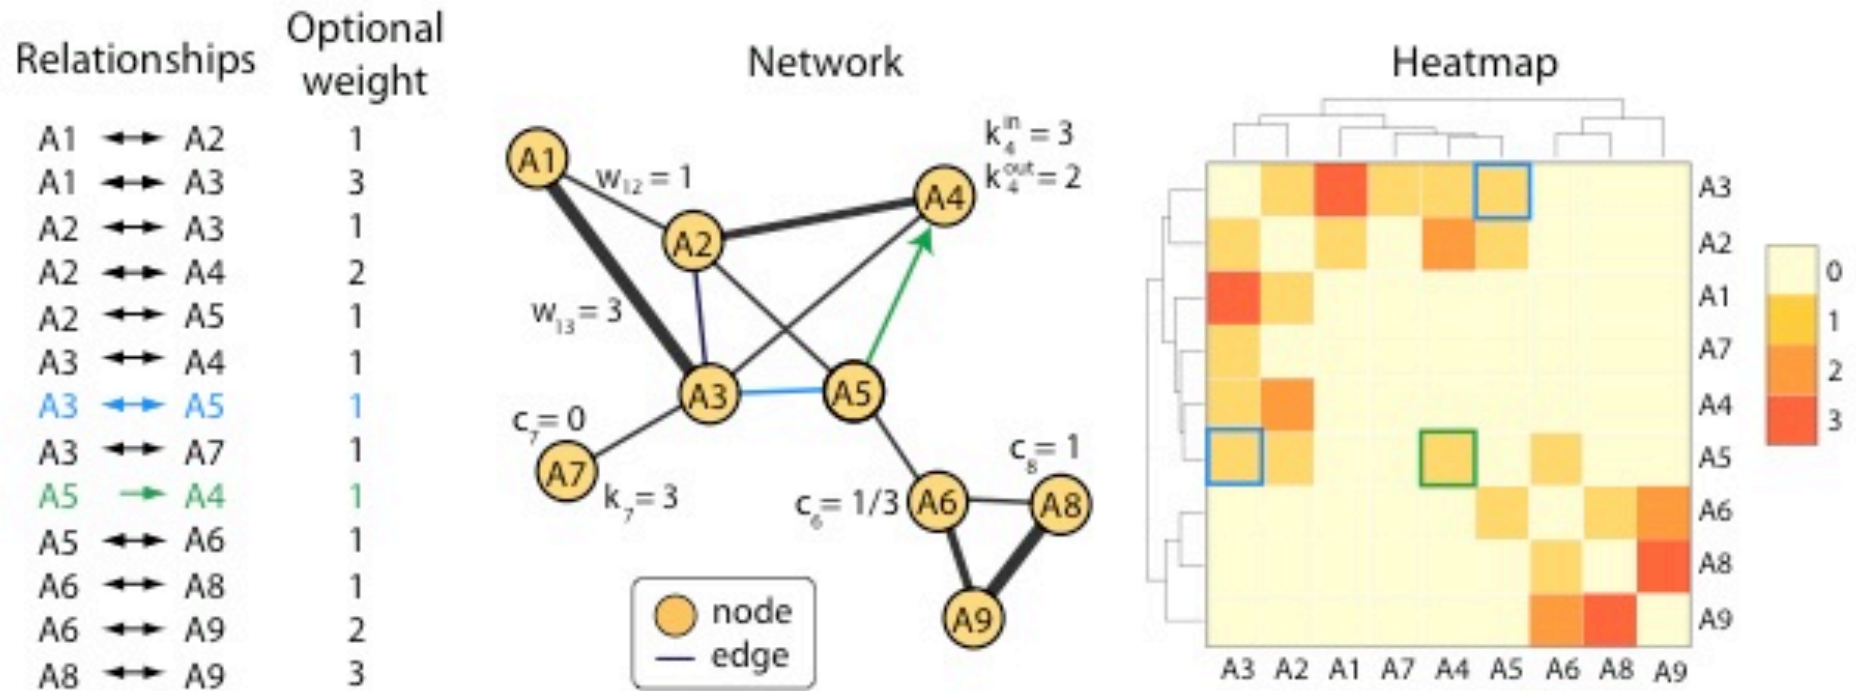 Relationships
Optional
weight
A1 ↔ A2 1
A1 ↔ A3 3
A2 ↔ A3 1
A2 ↔ A4 2
A2 ↔ A5 1
A3 ↔ A4 1
A3 ↔ A5 1
A3 ↔ A7 1
A5 → A4 1
A5 ↔ A6 1
A6 ↔ A8 1
A6 ↔ A9 2
A8 ↔ A9 3
Network
A1
w₁₂ = 1
k₄ⁱⁿ = 3
k₄ᵒᵘᵗ = 2
A4
A2
w₁₃ = 3
A3
A5
c₇ = 0
A7
k₇ = 3
c₈ = 1
c₆ = 1/3
A6
A8
A9
node
edge
Heatmap
A3
A2
A1
A7
A4
A5
A6
A8
A9
0
1
2
3
A3 A2 A1 A7 A4 A5 A6 A8 A9